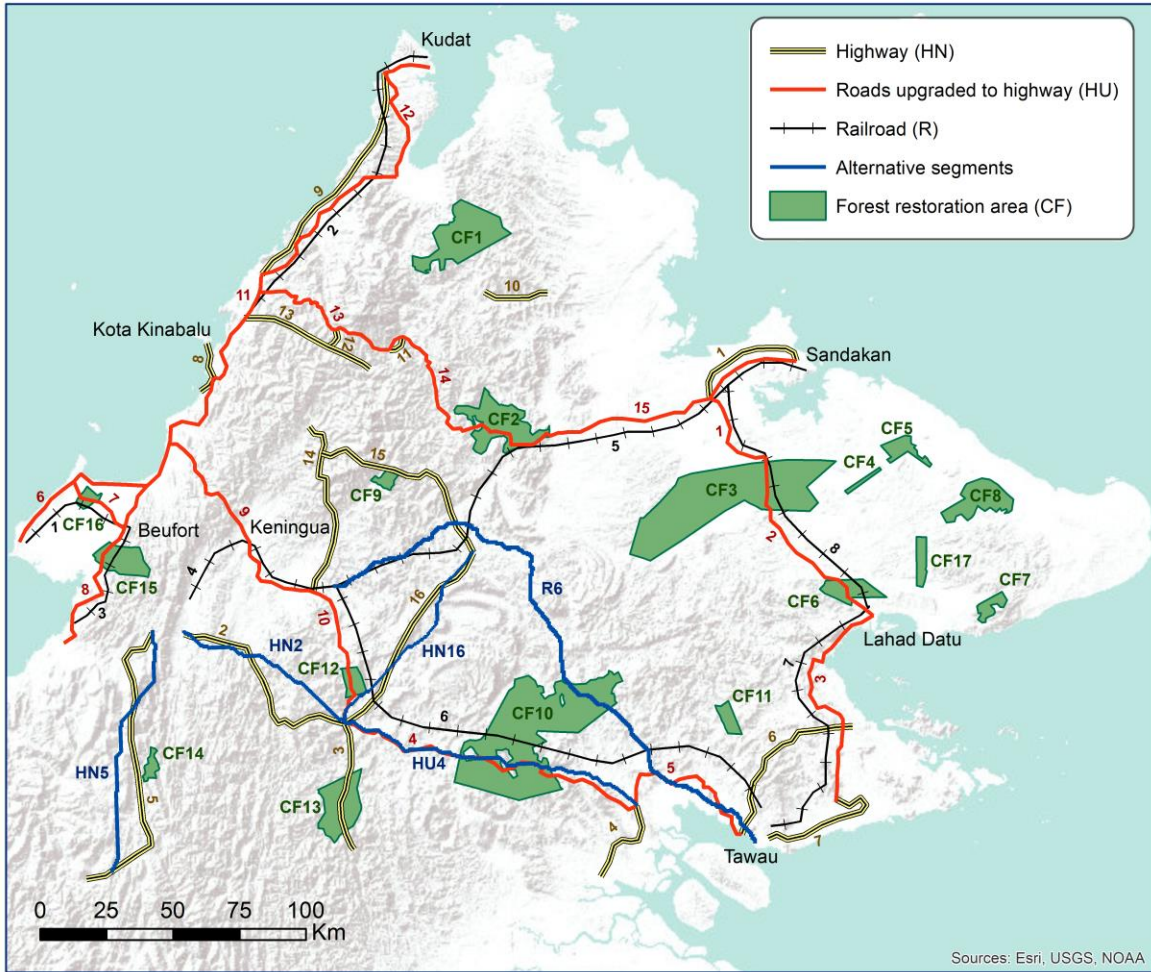 Kudat
Highway (HN)
Roads upgraded to highway (HU)
Railroad (R)
Alternative segments
Forest restoration area (CF)
12
9
2
CF1
10
11
13
13
12
11
Kota Kinabalu
8
14
1
Sandakan
CF2
15
5
1
14
15
CF9
CF3
CF4
CF5
CF8
6
7
1
CF16
9
Keningua
Beufort
CF15
4
8
3
10
16
R6
2
8
CF17
CF6
CF7
Lahad Datu
2
HN2
HN16
CF12
7
3
CF10
CF11
6
4
HU4
3
6
5
HN5
CF14
5
CF13
4
7
Tawau
0 25 50 75 100
Km
Sources: Esri, USGS, NOAA